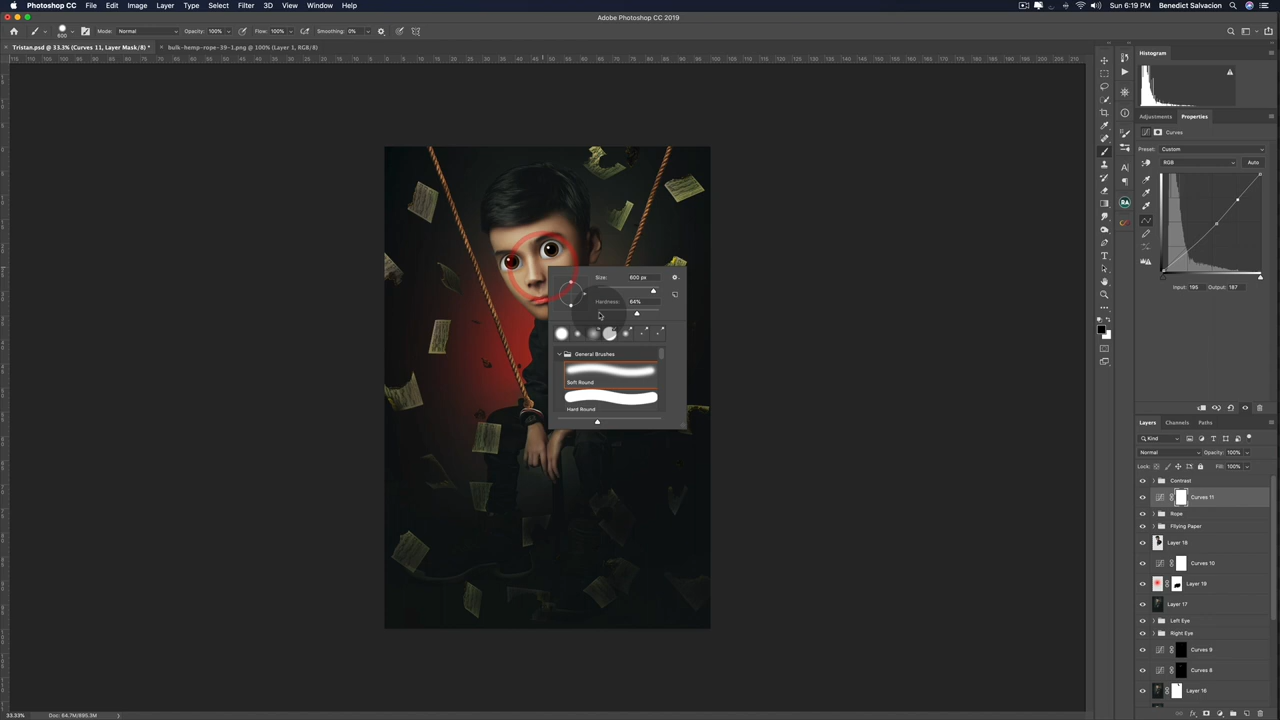 Photoshop CC File Edit Image Layer Type Select Filter 3D View Window Help Sun 6:19 PM Benedict Salvacion
Adobe Photoshop CC 2019
600 Mode: Normal Opacity: 100% Flow: 100% Smoothing: 0%
Tristan.psd @ 33.3% (Curves 11, Layer Mask/8) * bulk-hemp-rope-39-1.png @ 100% (Layer 1, RGB/8)
Histogram
Adjustments Properties
Curves
Preset: Custom
RGB Auto
Size: 600 px
Hardness: 64%
General Brushes
Soft Round
Hard Round
Input: 195 Output: 187
Layers Channels Paths
Kind
Normal Opacity: 100%
Lock: Fill: 100%
Contrast
Curves 11
Rope
Fllying Paper
Layer 18
Curves 10
Layer 19
Layer 17
Left Eye
Right Eye
Curves 9
Curves 8
Layer 16
33.33% Doc: 64.7M/895.3M